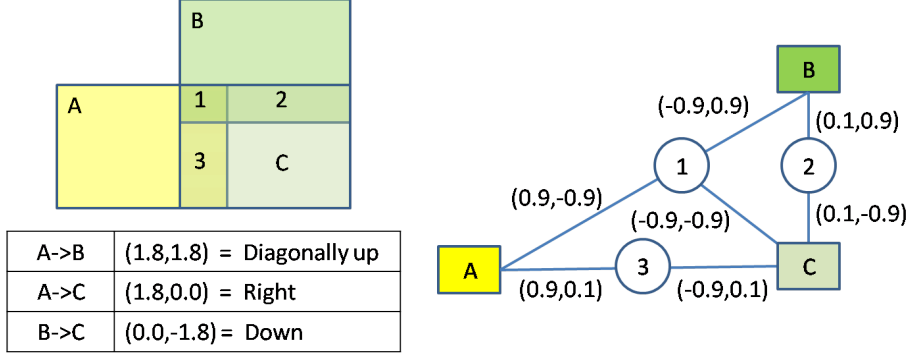 B
A
1
2
3
C
A->B (1.8,1.8) = Diagonally up
A->C (1.8,0.0) = Right
B->C (0.0,-1.8) = Down
B
(-0.9,0.9)
(0.1,0.9)
1
2
(0.9,-0.9)
(-0.9,-0.9)
(0.1,-0.9)
A
3
C
(0.9,0.1)
(-0.9,0.1)